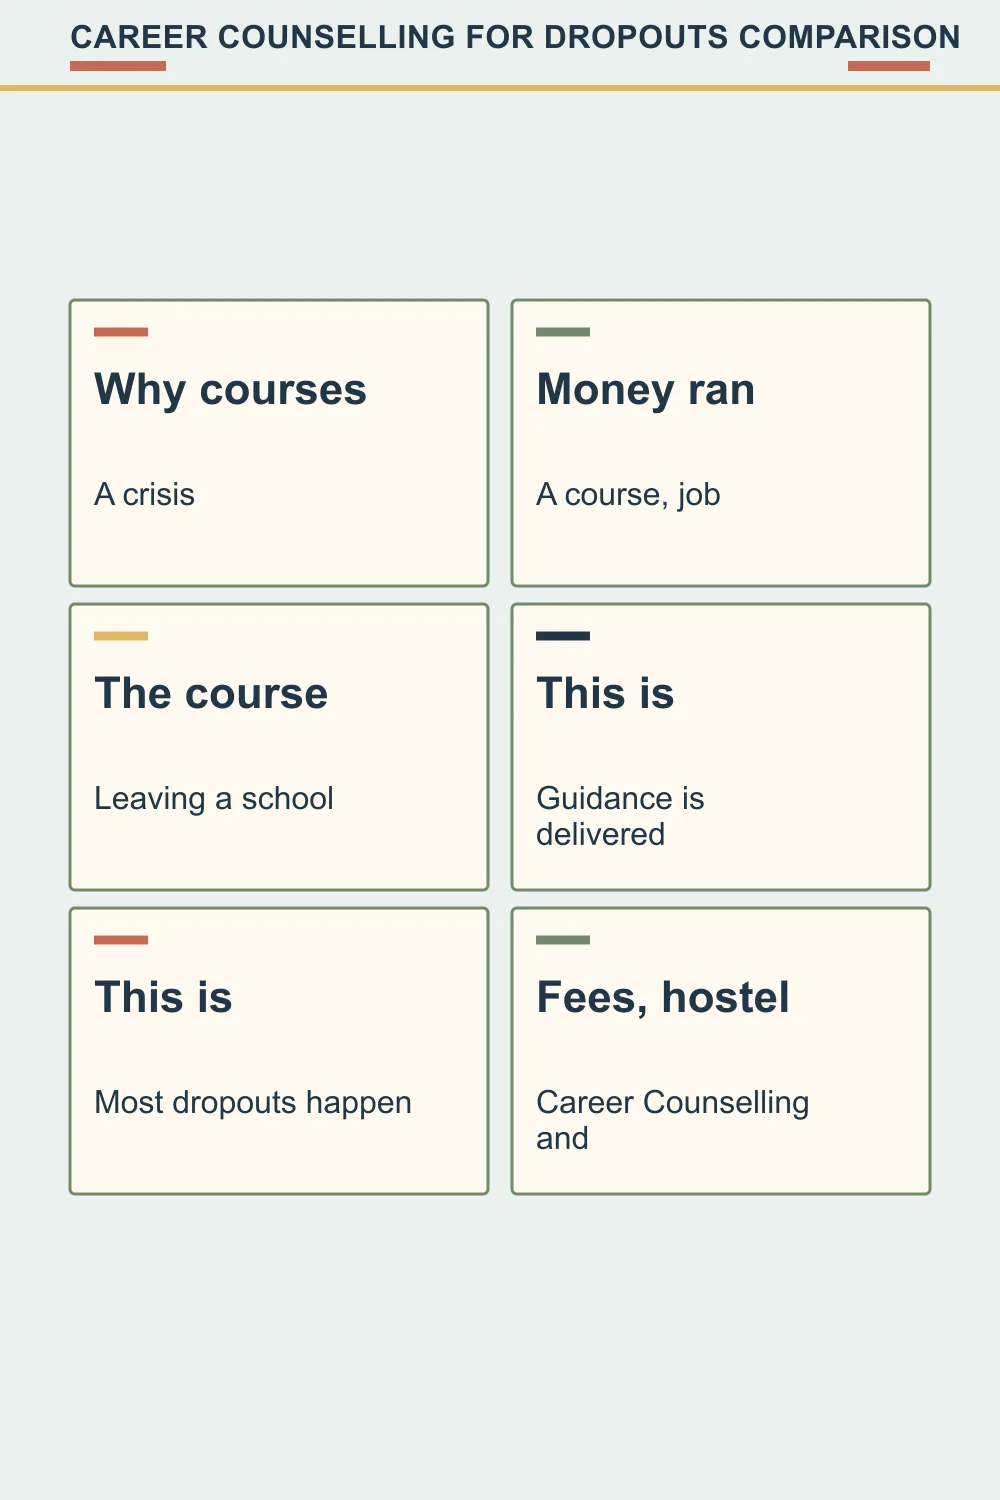 CAREER COUNSELLING FOR DROPOUTS COMPARISON
Why courses
A crisis
Money ran
A course, job
The course
Leaving a school
This is
Guidance is
delivered
This is
Most dropouts happen
Fees, hostel
Career Counselling
and